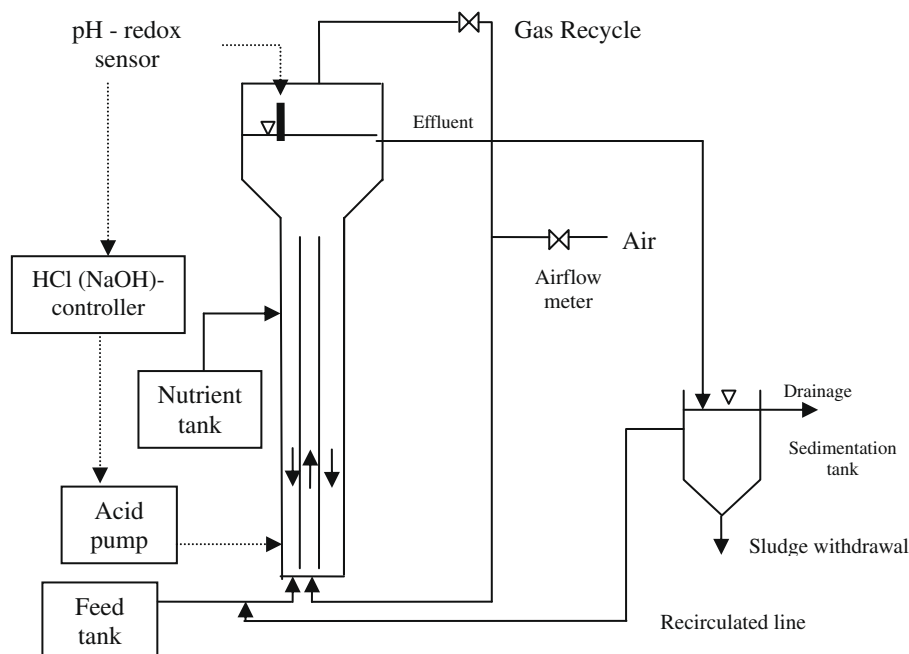 pH - redox
sensor
Gas Recycle
Effluent
Air
Airflow
meter
HCl (NaOH)-
controller
Nutrient
tank
Drainage
Sedimentation
tank
Acid
pump
Sludge withdrawal
Feed
tank
Recirculated line